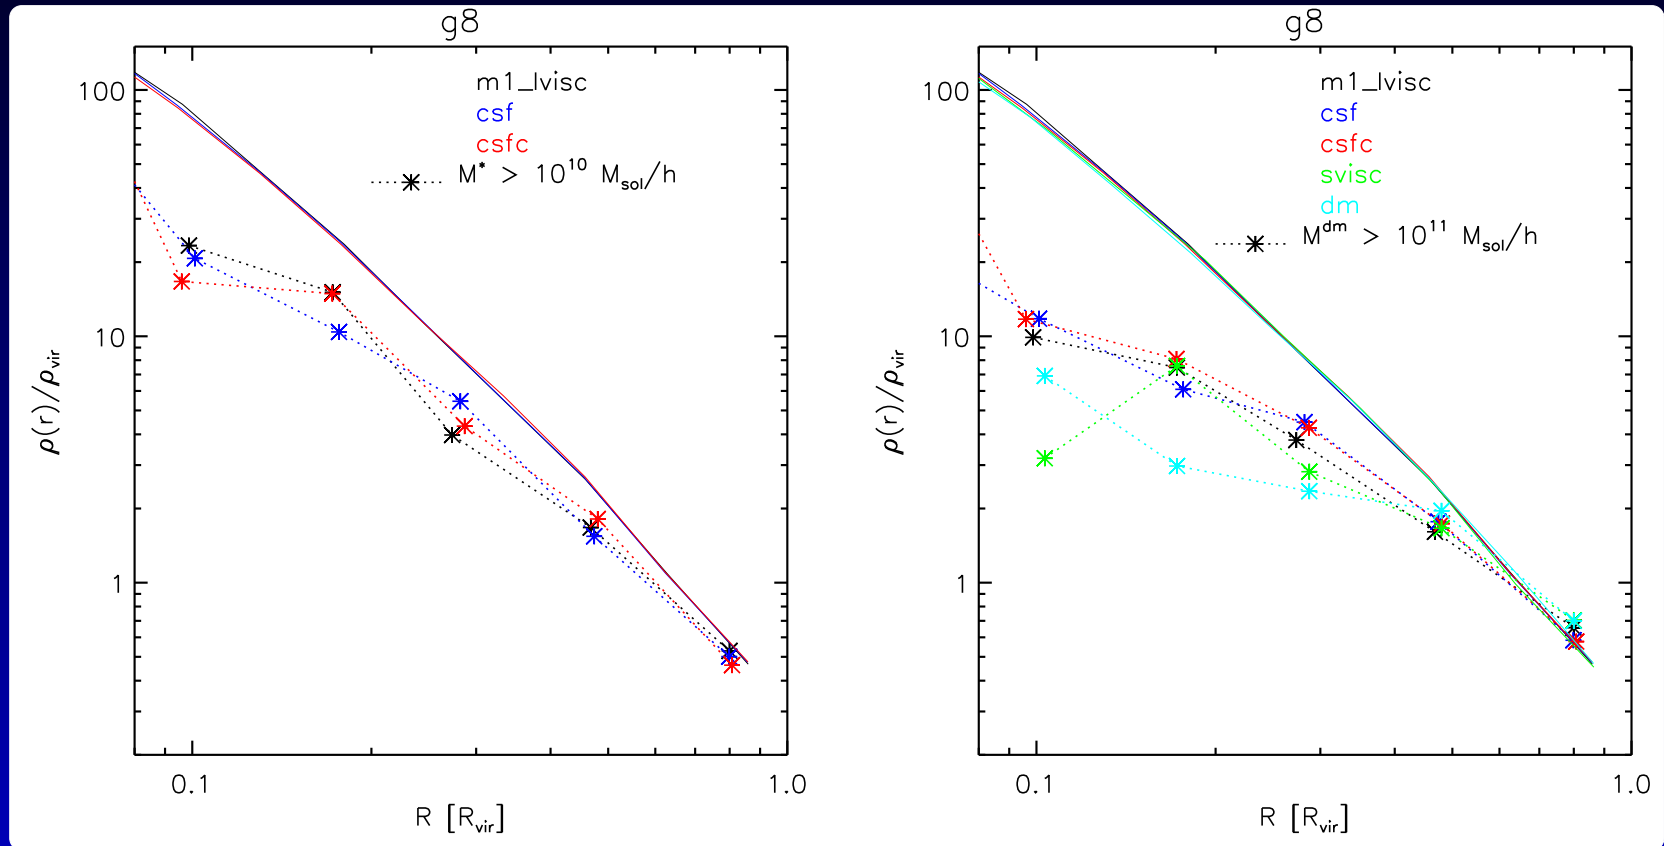 g8
m1_lvisc
csf
csfc
M* > 10^10 M_sol/h
100
10
1
ρ(r)/ρ_vir
0.1
1.0
R [R_vir]
g8
m1_lvisc
csf
csfc
svisc
dm
M^dm > 10^11 M_sol/h
100
10
1
ρ(r)/ρ_vir
0.1
1.0
R [R_vir]